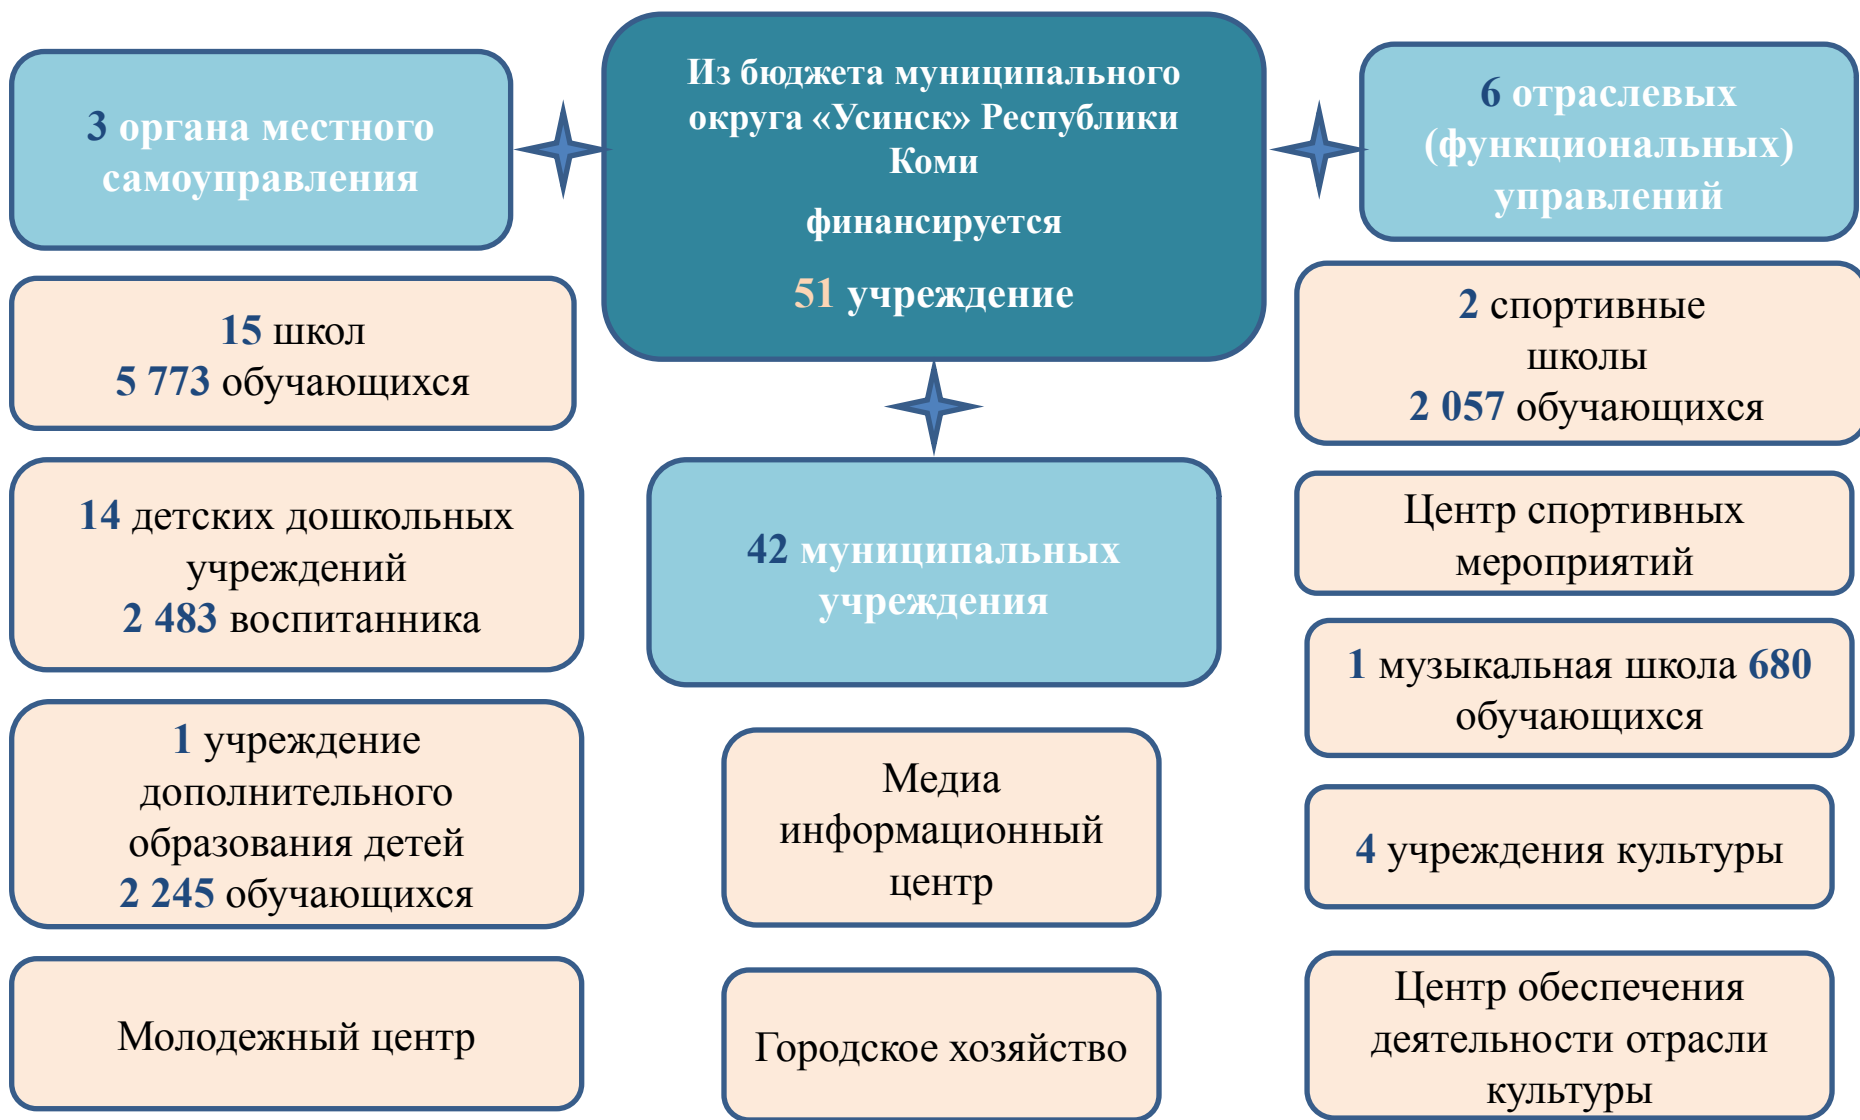 3 органа местного
самоуправления
Из бюджета муниципального
округа «Усинск» Республики
Коми
финансируется
51 учреждение
6 отраслевых
(функциональных)
управлений
15 школ
5 773 обучающихся
14 детских дошкольных
учреждений
2 483 воспитанника
1 учреждение
дополнительного
образования детей
2 245 обучающихся
Молодежный центр
42 муниципальных
учреждения
Медиа
информационный
центр
Городское хозяйство
2 спортивные
школы
2 057 обучающихся
Центр спортивных
мероприятий
1 музыкальная школа 680
обучающихся
4 учреждения культуры
Центр обеспечения
деятельности отрасли
культуры